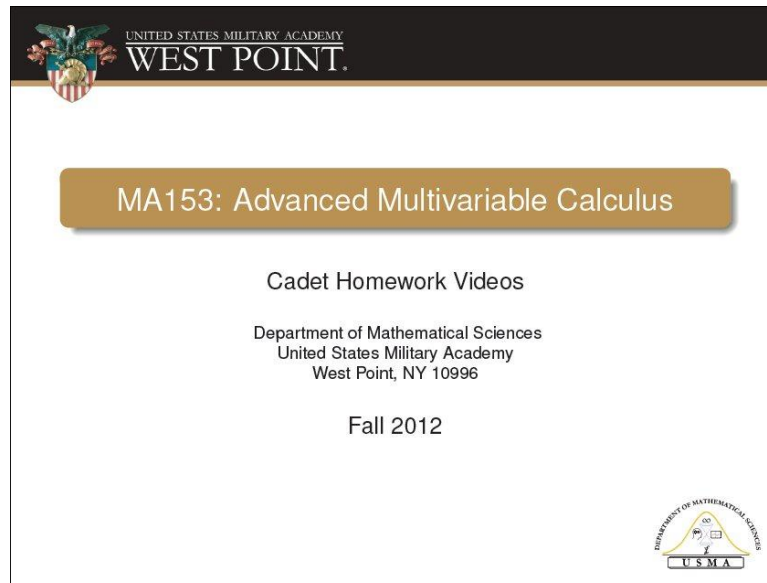 UNITED STATES MILITARY ACADEMY
WEST POINT.
MA153: Advanced Multivariable Calculus
Cadet Homework Videos
Department of Mathematical Sciences
United States Military Academy
West Point, NY 10996
Fall 2012
DEPARTMENT OF MATHEMATICAL SCIENCES
USMA